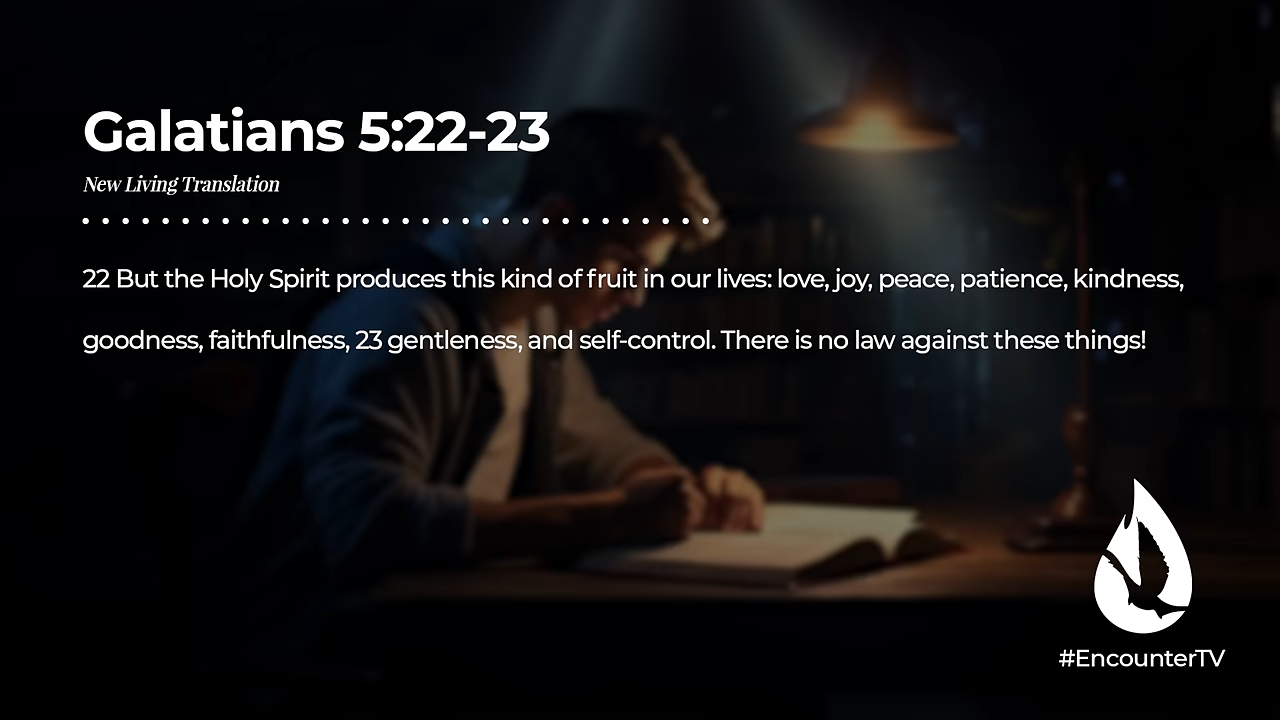 Galatians 5:22-23
New Living Translation
22 But the Holy Spirit produces this kind of fruit in our lives: love, joy, peace, patience, kindness,
goodness, faithfulness, 23 gentleness, and self-control. There is no law against these things!
#EncounterTV